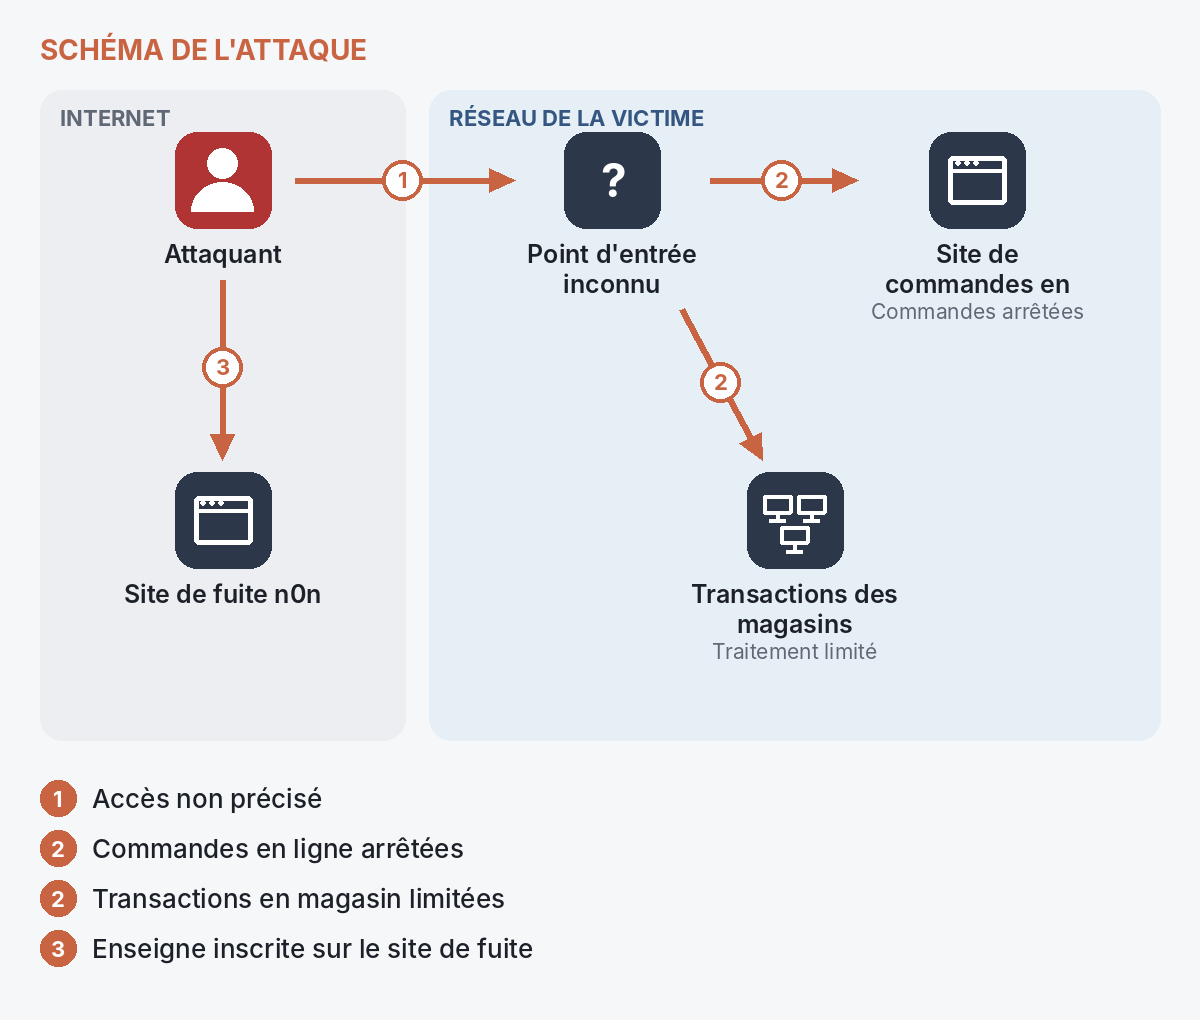 SCHÉMA DE L'ATTAQUE
INTERNET
RÉSEAU DE LA VICTIME
1
?
2
Attaquant
Point d'entrée
inconnu
Site de
commandes en
Commandes arrêtées
3
2
Site de fuite n0n
Transactions des
magasins
Traitement limité
1 Accès non précisé
2 Commandes en ligne arrêtées
2 Transactions en magasin limitées
3 Enseigne inscrite sur le site de fuite